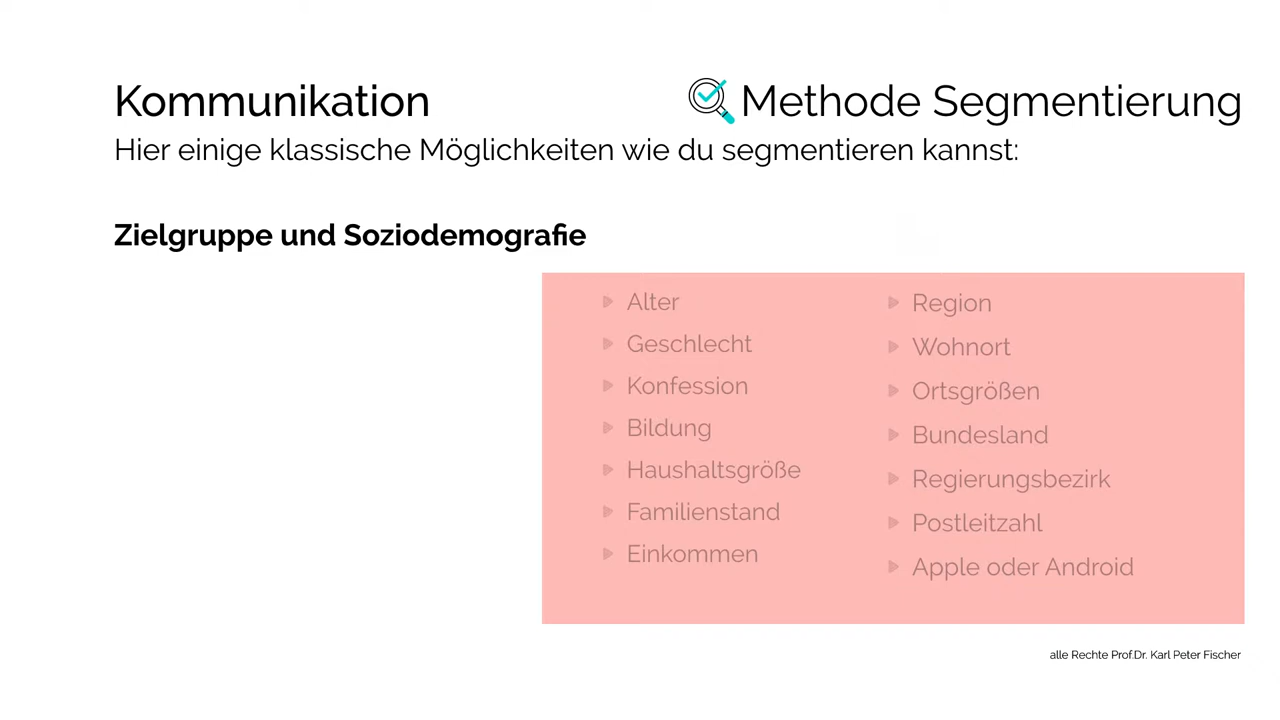 Kommunikation
Methode Segmentierung
Hier einige klassische Möglichkeiten wie du segmentieren kannst:
Zielgruppe und Soziodemografie
Alter
Geschlecht
Konfession
Bildung
Haushaltsgröße
Familienstand
Einkommen
Region
Wohnort
Ortsgrößen
Bundesland
Regierungsbezirk
Postleitzahl
Apple oder Android
alle Rechte Prof.Dr. Karl Peter Fischer